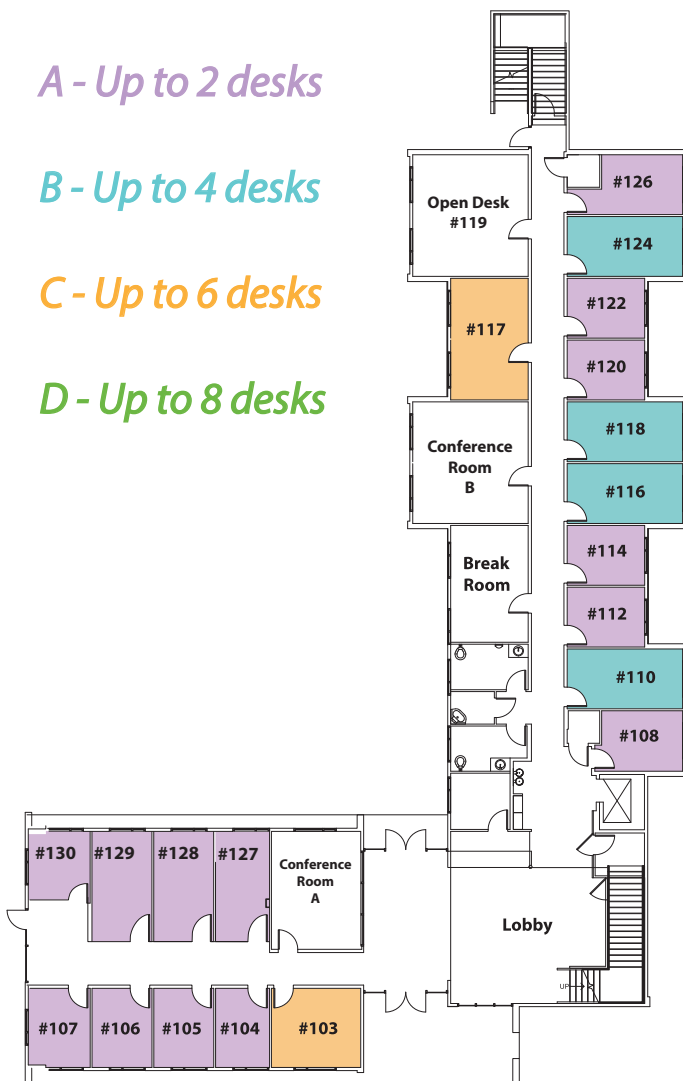 A - Up to 2 desks
B - Up to 4 desks
C - Up to 6 desks
D - Up to 8 desks
#126
Open Desk
#119
#124
#122
#117
#120
#118
Conference
Room
B
#116
#114
Break
Room
#112
#110
#108
#130
#129
#128
#127
Conference
Room
A
Lobby
UP
#107
#106
#105
#104
#103